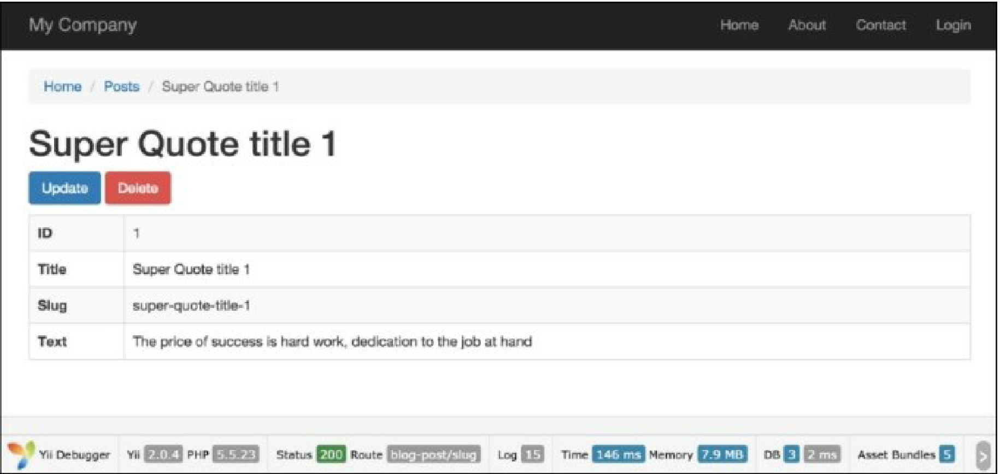 My Company Home About Contact Login
Home / Posts / Super Quote title 1
Super Quote title 1
Update Delete
ID 1
Title Super Quote title 1
Slug super-quote-title-1
Text The price of success is hard work, dedication to the job at hand
Yii Debugger Yii 2.0.4 PHP 5.5.23 Status 200 Route blog-post/slug Log 15 Time 146 ms Memory 7.9 MB DB 3 2 ms Asset Bundles 5 >